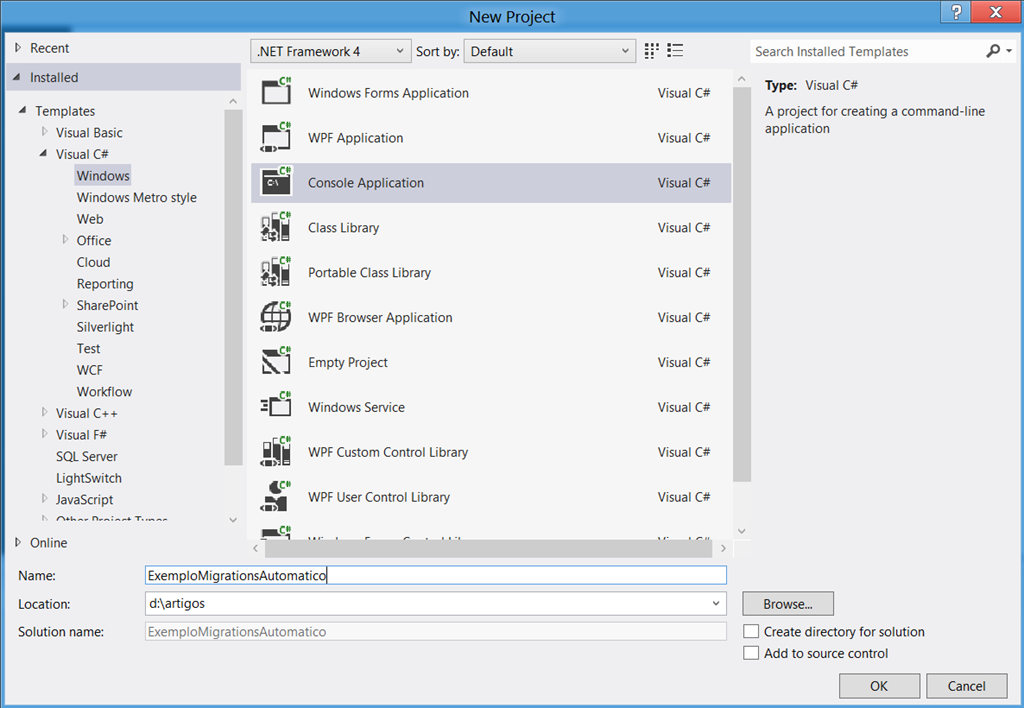 New Project
?
X
Recent
.NET Framework 4
Sort by:
Default
Search Installed Templates
Installed
Templates
Visual Basic
Visual C#
Windows
Windows Metro style
Web
Office
Cloud
Reporting
SharePoint
Silverlight
Test
WCF
Workflow
Visual C++
Visual F#
SQL Server
LightSwitch
JavaScript
Other Project Types
Online
Windows Forms Application Visual C#
WPF Application Visual C#
Console Application Visual C#
Class Library Visual C#
Portable Class Library Visual C#
WPF Browser Application Visual C#
Empty Project Visual C#
Windows Service Visual C#
WPF Custom Control Library Visual C#
WPF User Control Library Visual C#
Type: Visual C#
A project for creating a command-line
application
Name: ExemploMigrationsAutomatico
Location: d:\artigos
Browse...
Solution name: ExemploMigrationsAutomatico
Create directory for solution
Add to source control
OK
Cancel